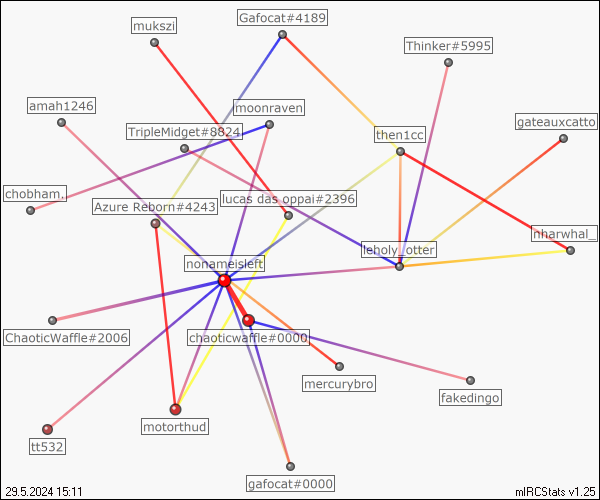 Gafocat#4189
mukszi
Thinker#5995
amah1246
moonraven
gateauxcatto
TripleMidget#8824
then1cc
chobham.
Azure Reborn#4243
lucas das oppai#2396
nharwhal_
leholy_otter
nonameisleft
ChaoticWaffle#2006
chaoticwaffle#0000
mercurybro
fakedingo
motorthud
tt532
gafocat#0000
29.5.2024 15:11
mIRCStats v1.25